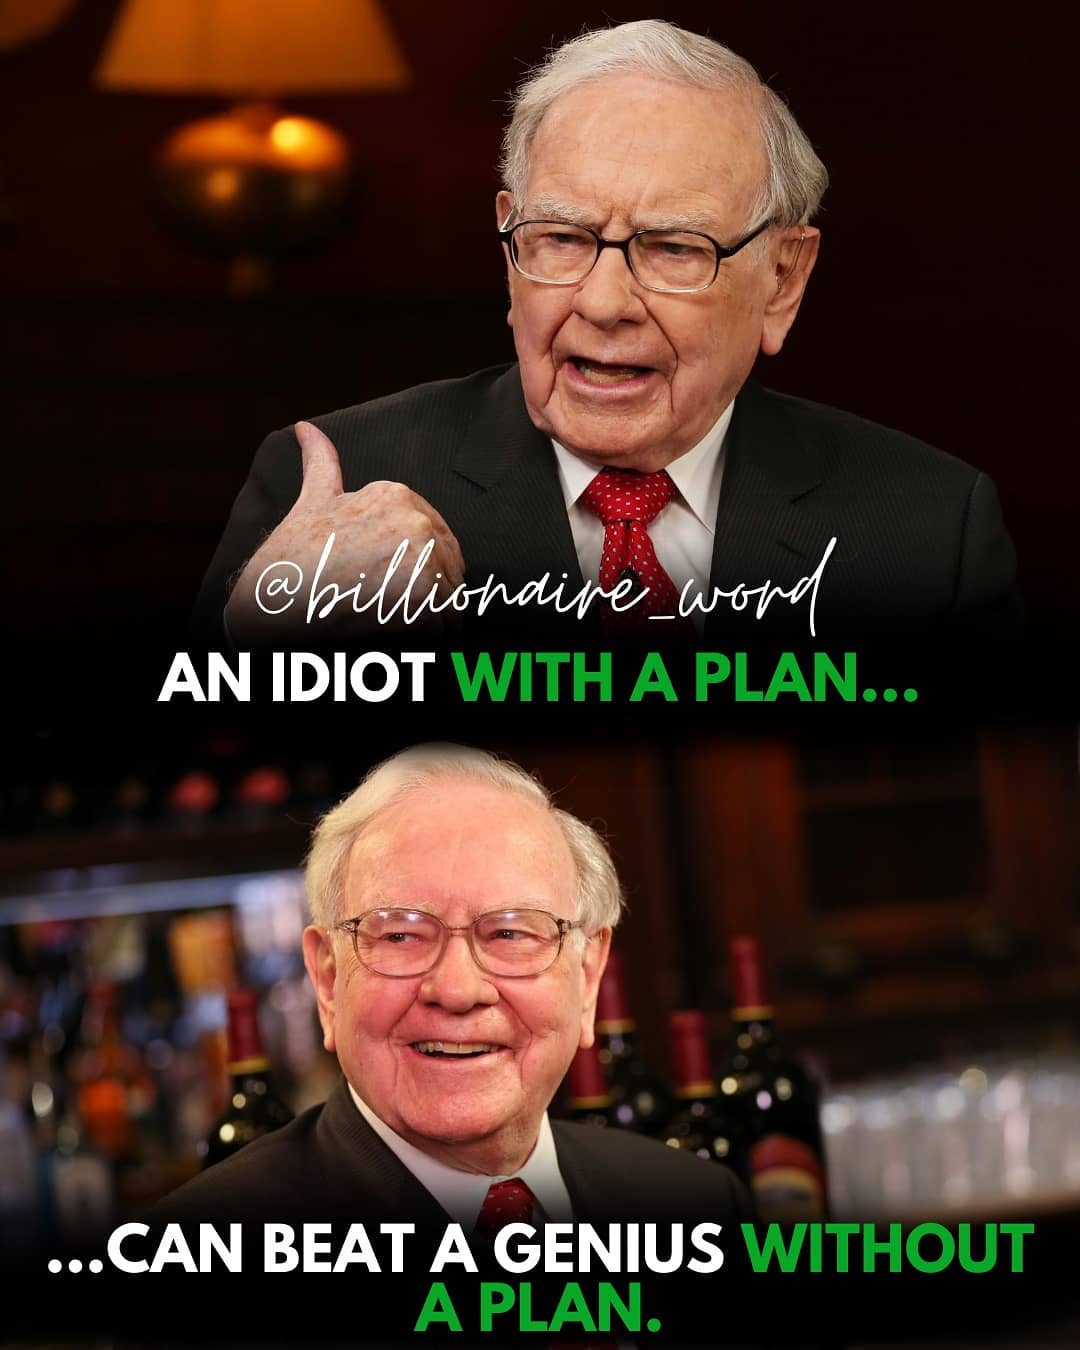 @billionaire_word
AN IDIOT WITH A PLAN...
...CAN BEAT A GENIUS WITHOUT
A PLAN.